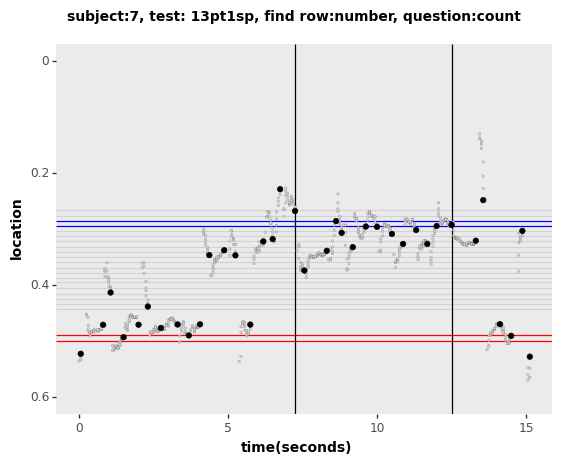 subject:7, test: 13pt1sp, find row:number, question:count
0
0.2
0.4
0.6
location
0
5
10
15
time(seconds)